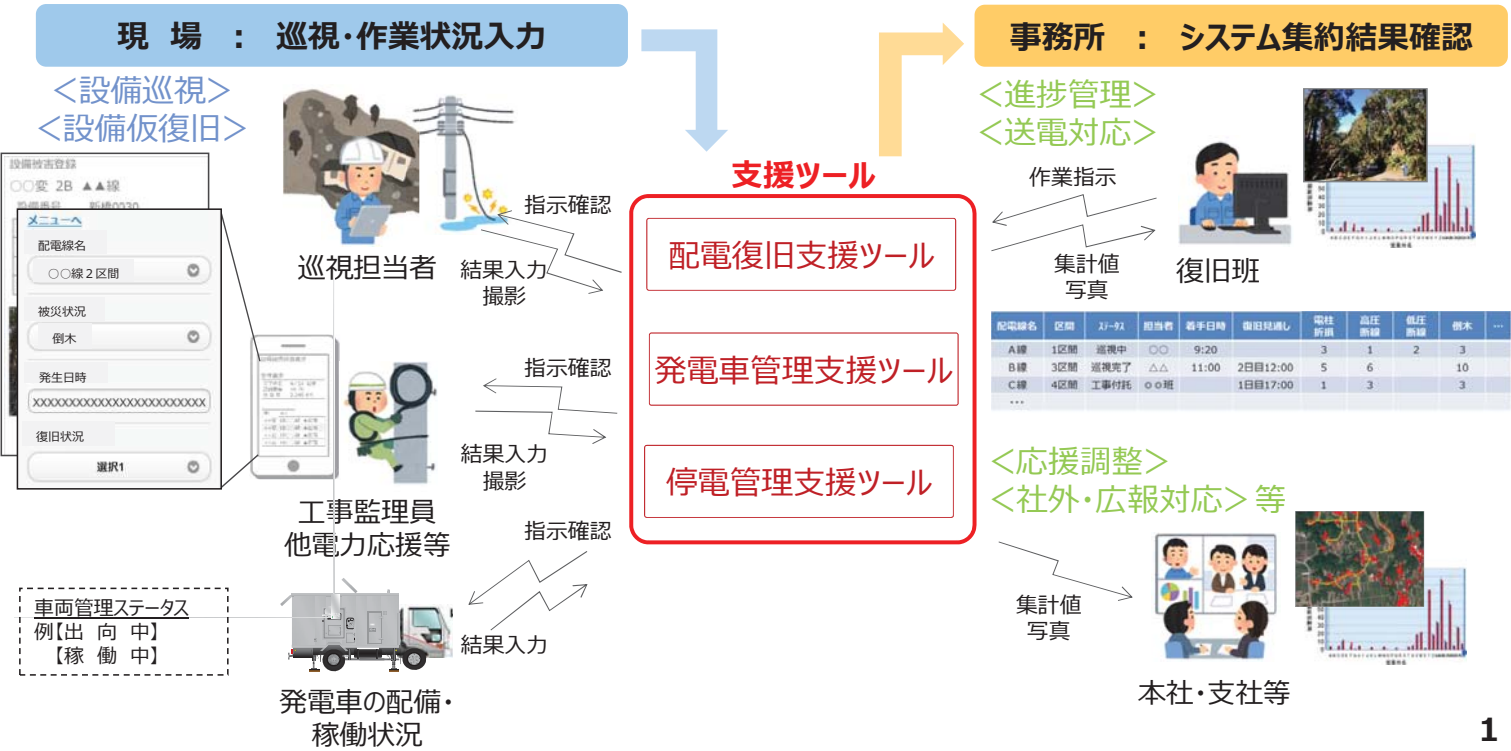 現 場 : 巡視・作業状況入力
事務所 : システム集約結果確認
<設備巡視>
<設備仮復旧>
設備被害登録
○○変 2B ▲▲線
メニューへ
配電線名
○○線2区間
被災状況
倒木
発生日時
XXXXXXXXXXXXXXXXXXXXXXXX
復旧状況
選択1
巡視担当者
指示確認
結果入力
撮影
工事監理員
他電力応援等
指示確認
結果入力
撮影
車両管理ステータス
例【出 向 中】
【稼 働 中】
発電車の配備・
稼働状況
指示確認
結果入力
支援ツール
配電復旧支援ツール
発電車管理支援ツール
停電管理支援ツール
<進捗管理>
<送電対応>
作業指示
集計値
写真
復旧班
配電線名 区間 ステータス 担当者 着手日時 復旧見通し 電柱折損 高圧断線 低圧断線 倒木 …
A線 1区間 巡視中 ○○ 9:20 3 1 2 3
B線 3区間 巡視完了 △△ 11:00 2日目12:00 5 6 10
C線 4区間 工事付託 ○○班 1日目17:00 1 3 3
…
<応援調整>
<社外・広報対応>等
集計値
写真
本社・支社等
1